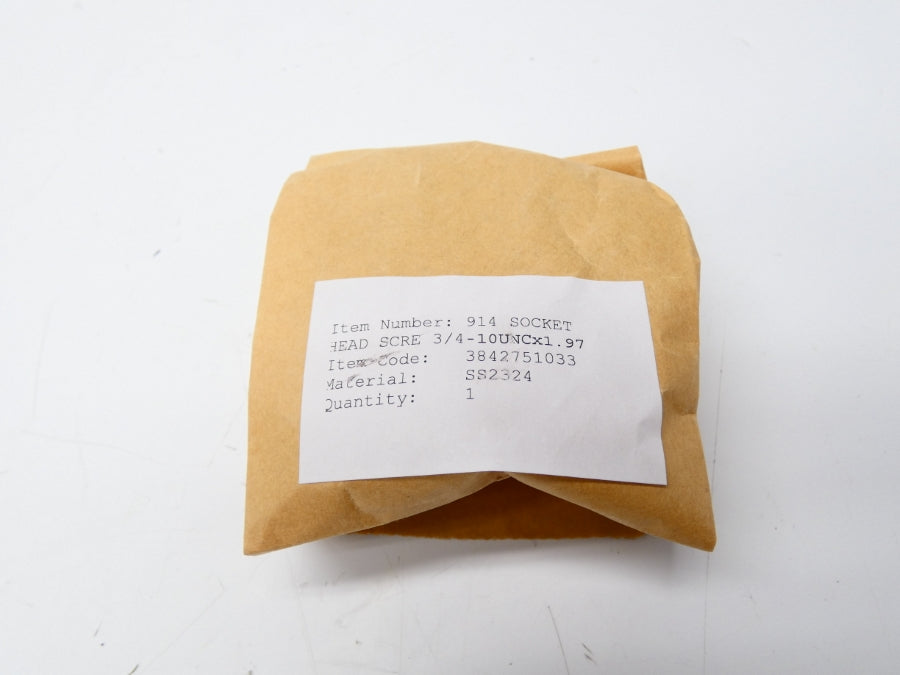 Item Number: 914 SOCKET
HEAD SCRE 3/4-10UNCx1.97
Item Code: 3842751033
Material: SS2324
Quantity: 1